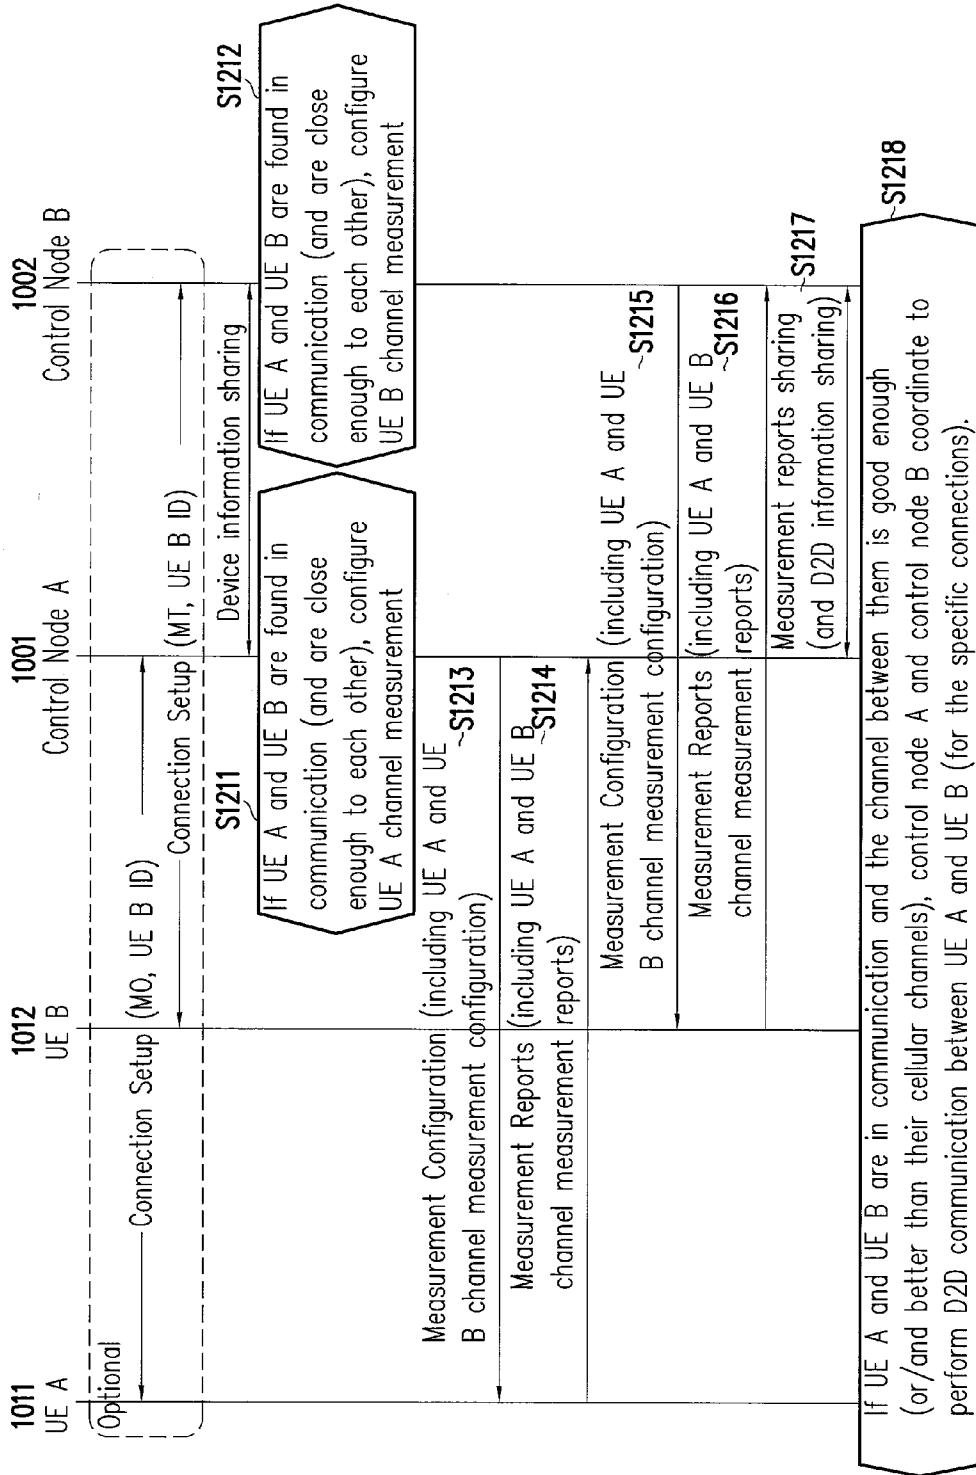 1011
UE A
1012
UE B
1001
Control Node A
1002
Control Node B
Optional
Connection Setup (MO, UE B ID)
Connection Setup (MT, UE B ID)
Device information sharing
S1211
If UE A and UE B are found in
communication (and are close
enough to each other), configure
UE A channel measurement
S1212
If UE A and UE B are found in
communication (and are close
enough to each other), configure
UE B channel measurement
Measurement Configuration (including UE A and UE
B channel measurement configuration)
S1213
Measurement Reports (including UE A and UE B
channel measurement reports)
S1214
Measurement Configuration (including UE A and UE
B channel measurement configuration)
S1215
Measurement Reports (including UE A and UE B
channel measurement reports)
S1216
Measurement reports sharing
(and D2D information sharing)
S1217
If UE A and UE B are in communication and the channel between them is good enough
(or/and better than their cellular channels), control node A and control node B coordinate to
perform D2D communication between UE A and UE B (for the specific connections).
S1218